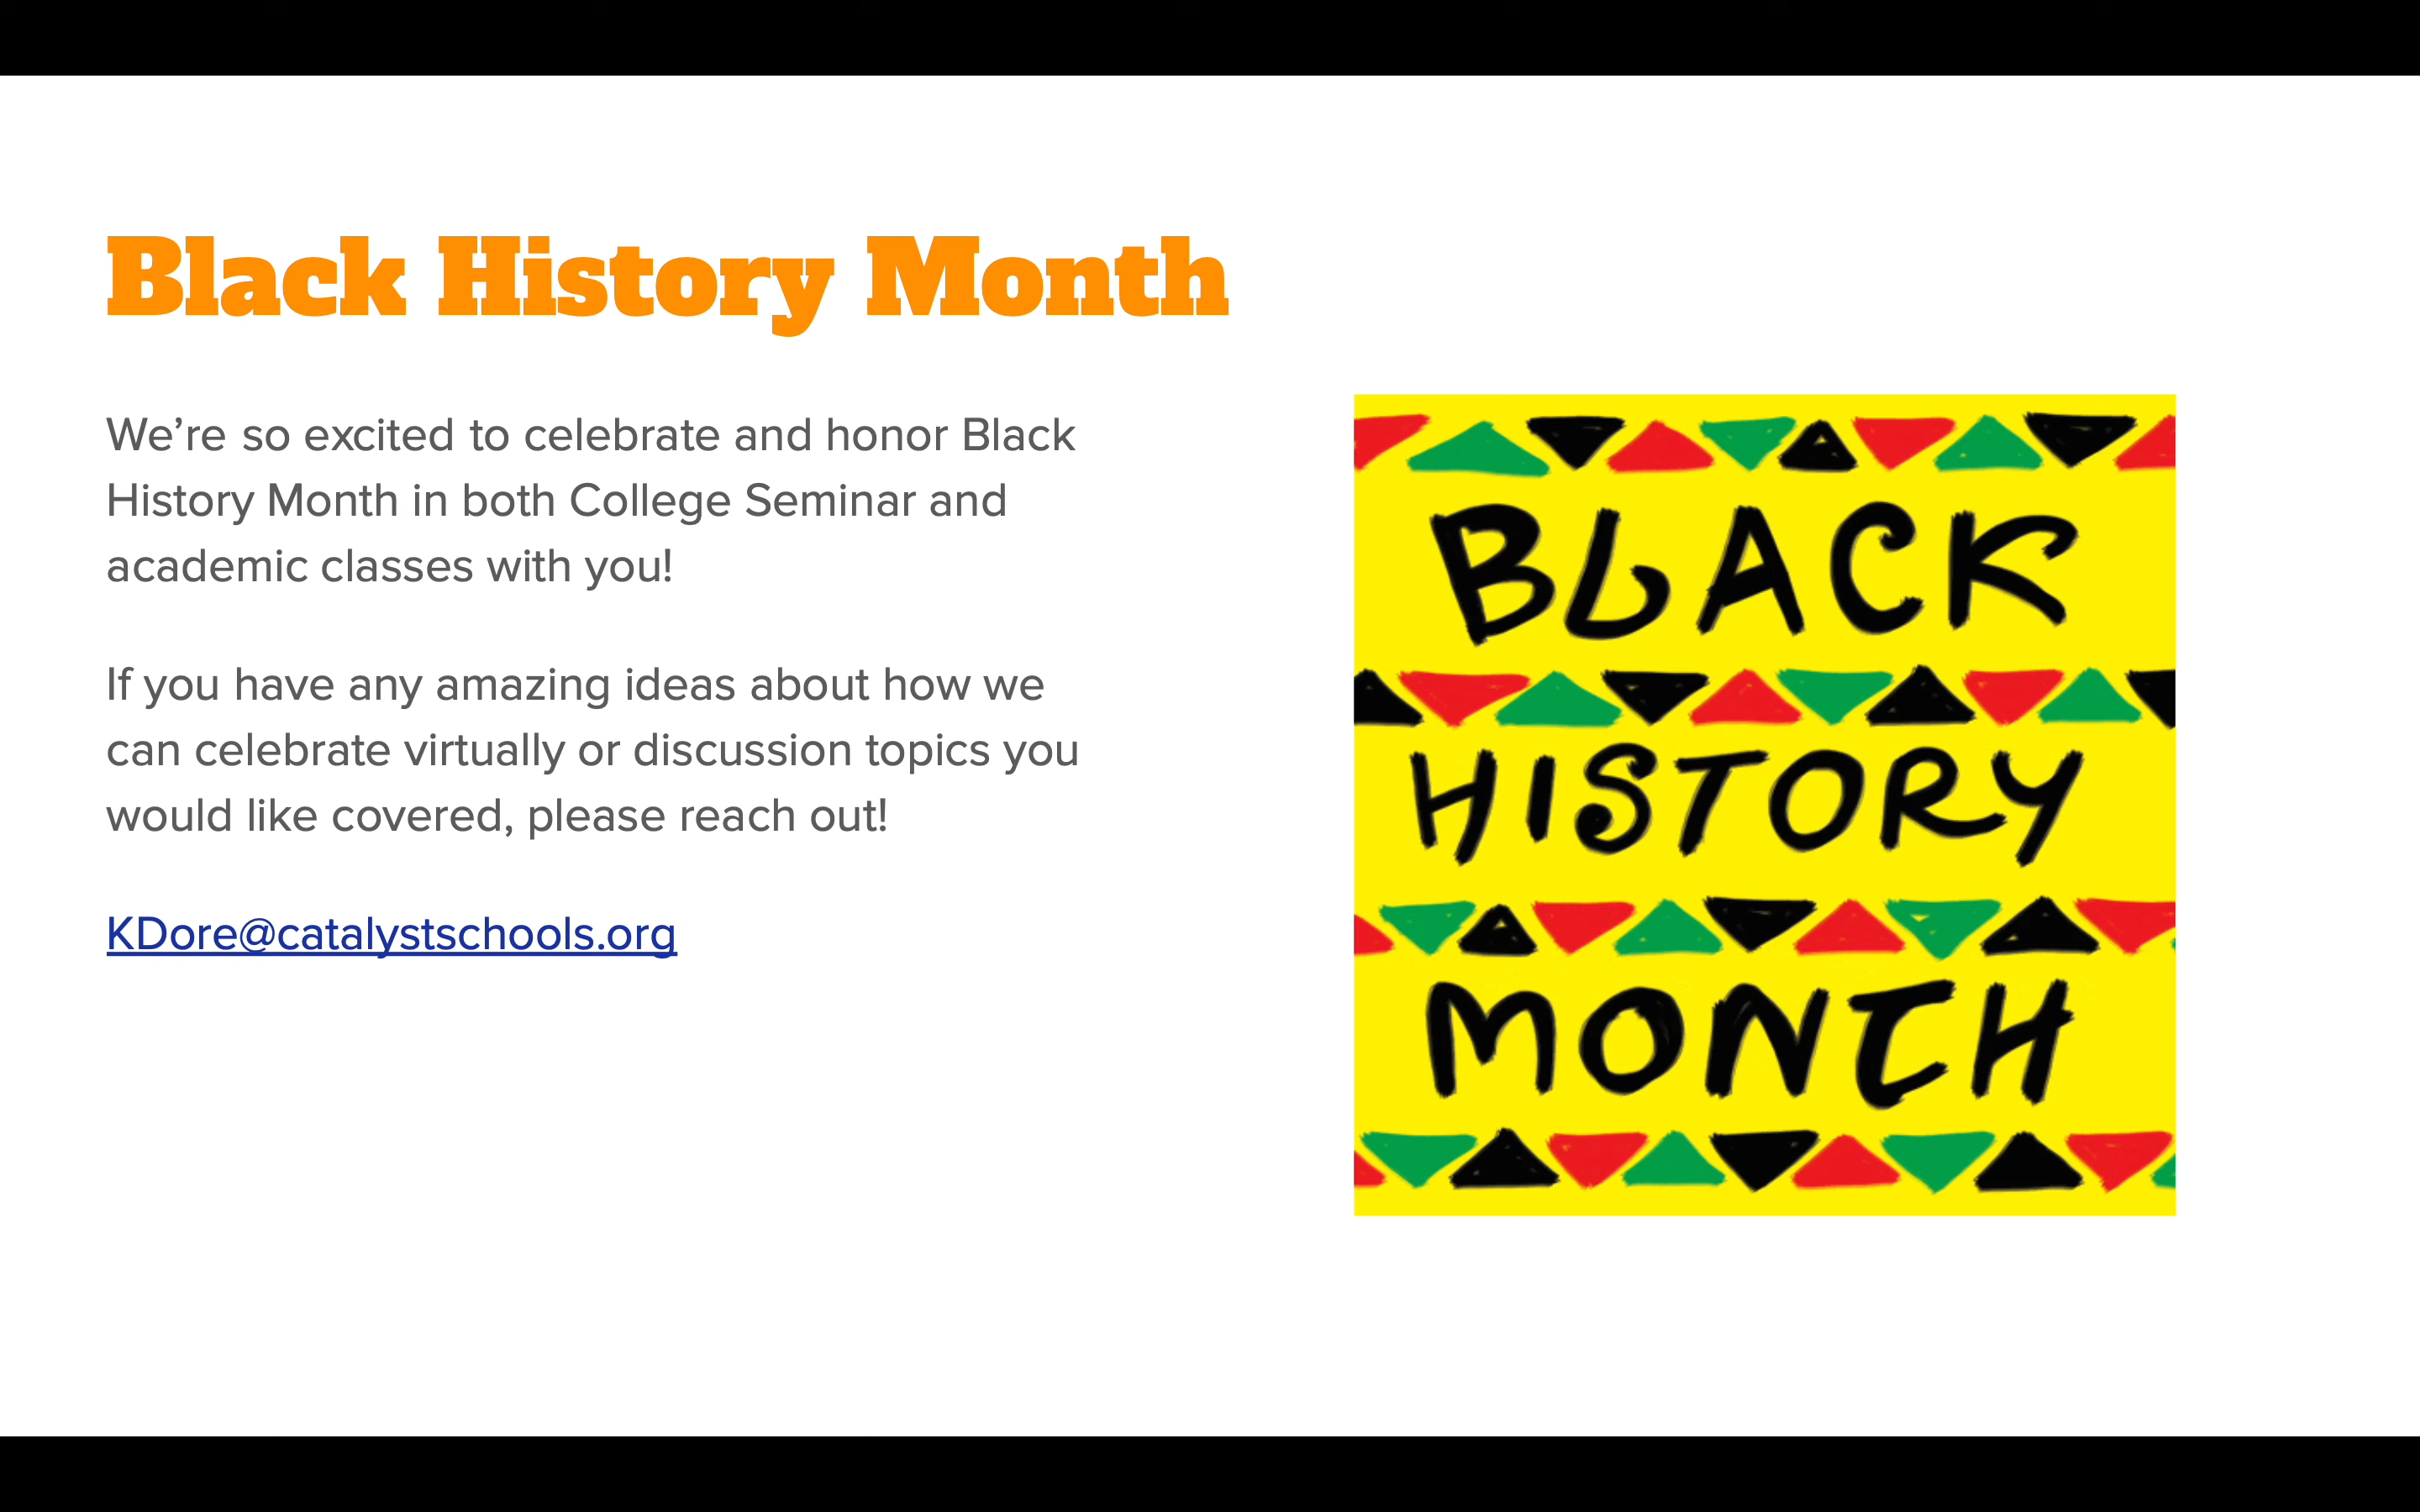 Black History Month
We’re so excited to celebrate and honor Black
History Month in both College Seminar and
academic classes with you!
If you have any amazing ideas about how we
can celebrate virtually or discussion topics you
would like covered, please reach out!
KDore@catalystschools.org
BLACK
HISTORY
MONTH